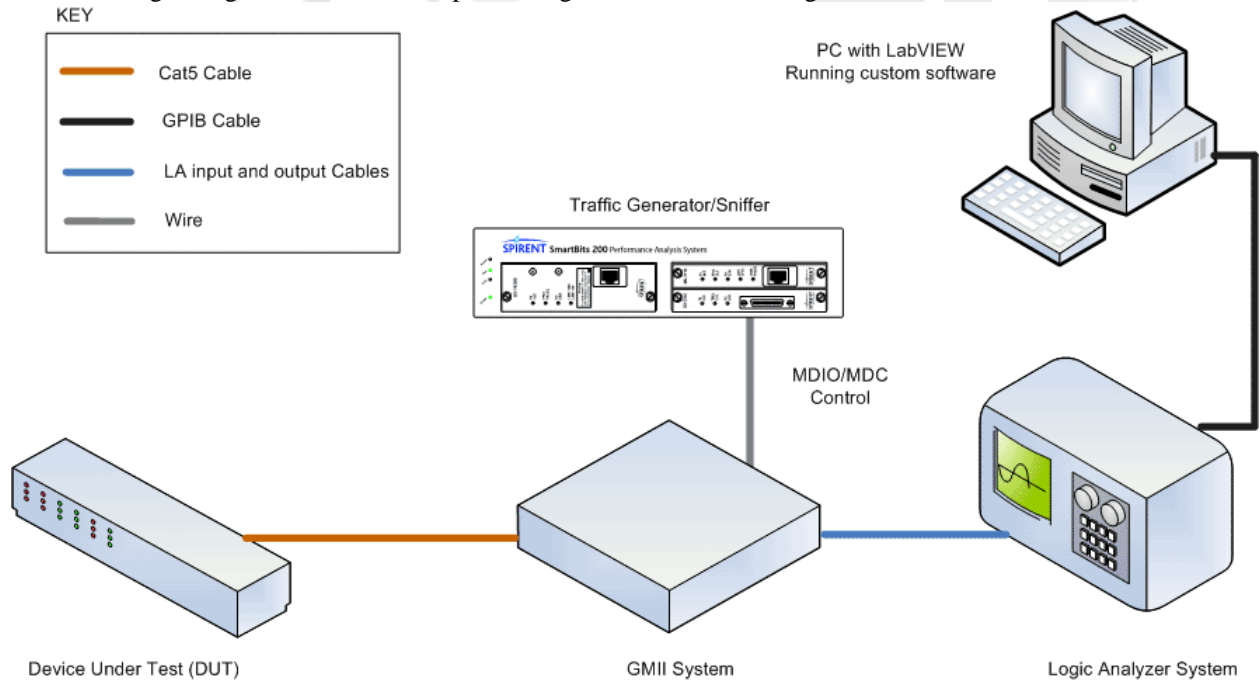 KEY
Cat5 Cable
GPIB Cable
LA input and output Cables
Wire
PC with LabVIEW
Running custom software
Traffic Generator/Sniffer
SPIRENT SmartBits 200 Performance Analysis System
MDIO/MDC
Control
Device Under Test (DUT)
GMII System
Logic Analyzer System